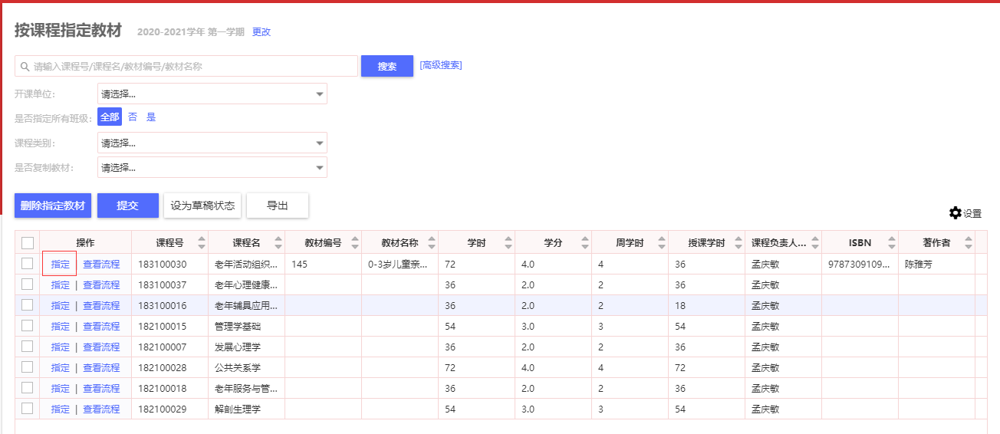 按课程指定教材 2020-2021学年 第一学期 更改
请输入课程号/课程名/教材编号/教材名称 搜索 [高级搜索]
开课单位: 请选择...
是否指定所有班级: 全部 否 是
课程类别: 请选择...
是否复制教材: 请选择...
删除指定教材 提交 设为草稿状态 导出
设置
操作 课程号 课程名 教材编号 教材名称 学时 学分 周学时 授课学时 课程负责人... ISBN 著作者
指定 查看流程 183100030 老年活动组织... 145 0-3岁儿童亲... 72 4.0 4 36 孟庆敏 9787309109... 陈雅芳
指定 | 查看流程 183100037 老年心理健康... 36 2.0 2 36 孟庆敏
指定 | 查看流程 183100016 老年辅具应用... 36 2.0 2 18 孟庆敏
指定 | 查看流程 182100015 管理学基础 54 3.0 3 54 孟庆敏
指定 | 查看流程 182100007 发展心理学 36 2.0 2 36 孟庆敏
指定 | 查看流程 182100028 公共关系学 72 4.0 4 72 孟庆敏
指定 | 查看流程 182100018 老年服务与管... 36 2.0 2 36 孟庆敏
指定 | 查看流程 182100029 解剖生理学 54 3.0 3 54 孟庆敏